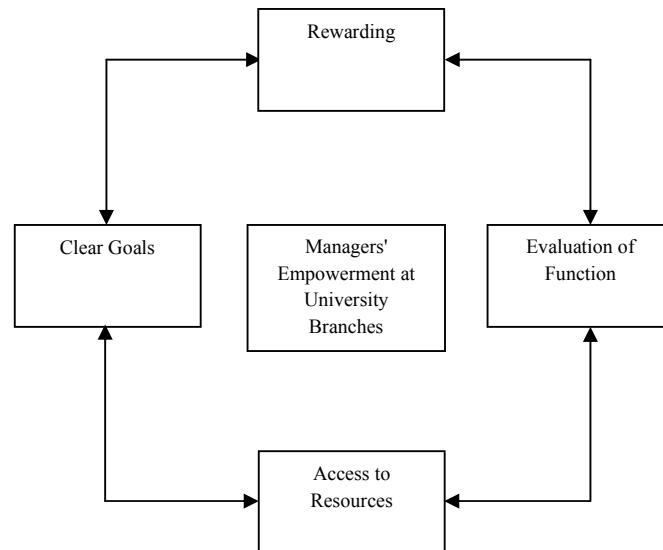 Rewarding
Clear Goals
Managers'
Empowerment at
University
Branches
Evaluation of
Function
Access to
Resources